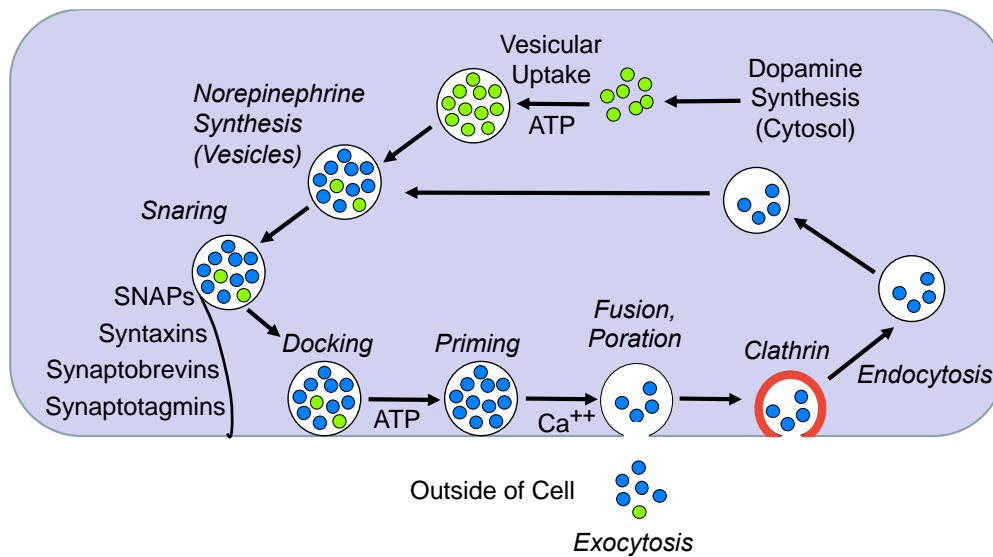 Vesicular
Uptake
ATP
Dopamine
Synthesis
(Cytosol)
Norepinephrine
Synthesis
(Vesicles)
Snaring
SNAPs
Syntaxins
Synaptobrevins
Synaptotagmins
Docking
ATP
Priming
Ca++
Fusion,
Poration
Clathrin
Endocytosis
Outside of Cell
Exocytosis